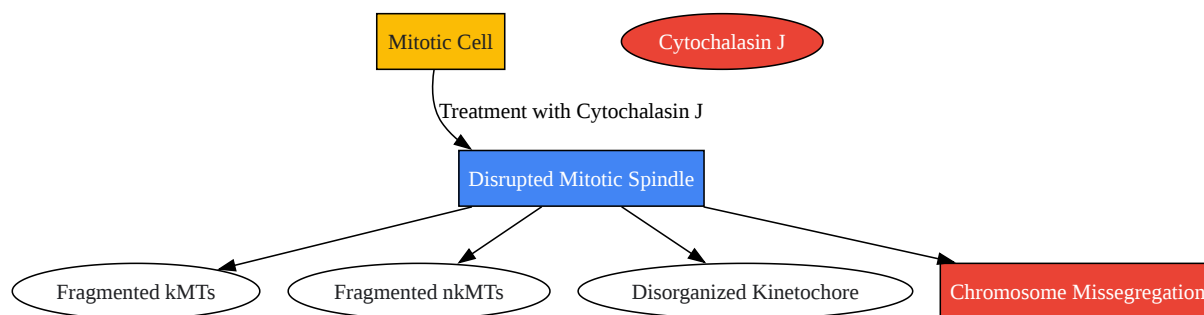 Mitotic Cell
Cytochalasin J
Treatment with Cytochalasin J
Disrupted Mitotic Spindle
Fragmented kMTs
Fragmented nkMTs
Disorganized Kinetochore
Chromosome Missegregation